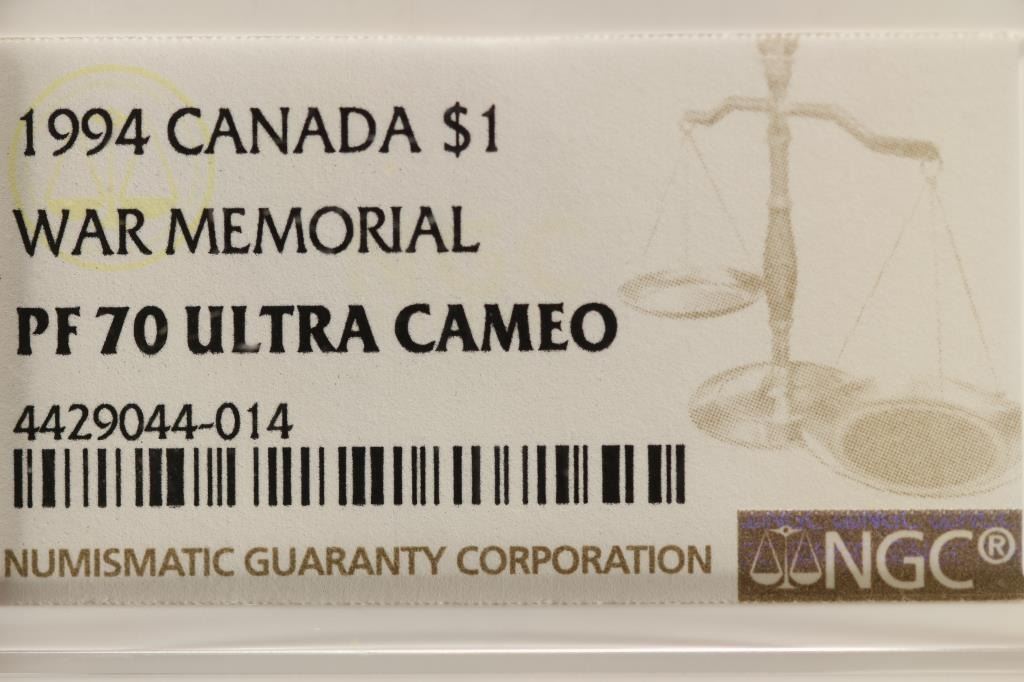 1994 CANADA $1
WAR MEMORIAL
PF 70 ULTRA CAMEO
4429044-014
NUMISMATIC GUARANTY CORPORATION
NGC®